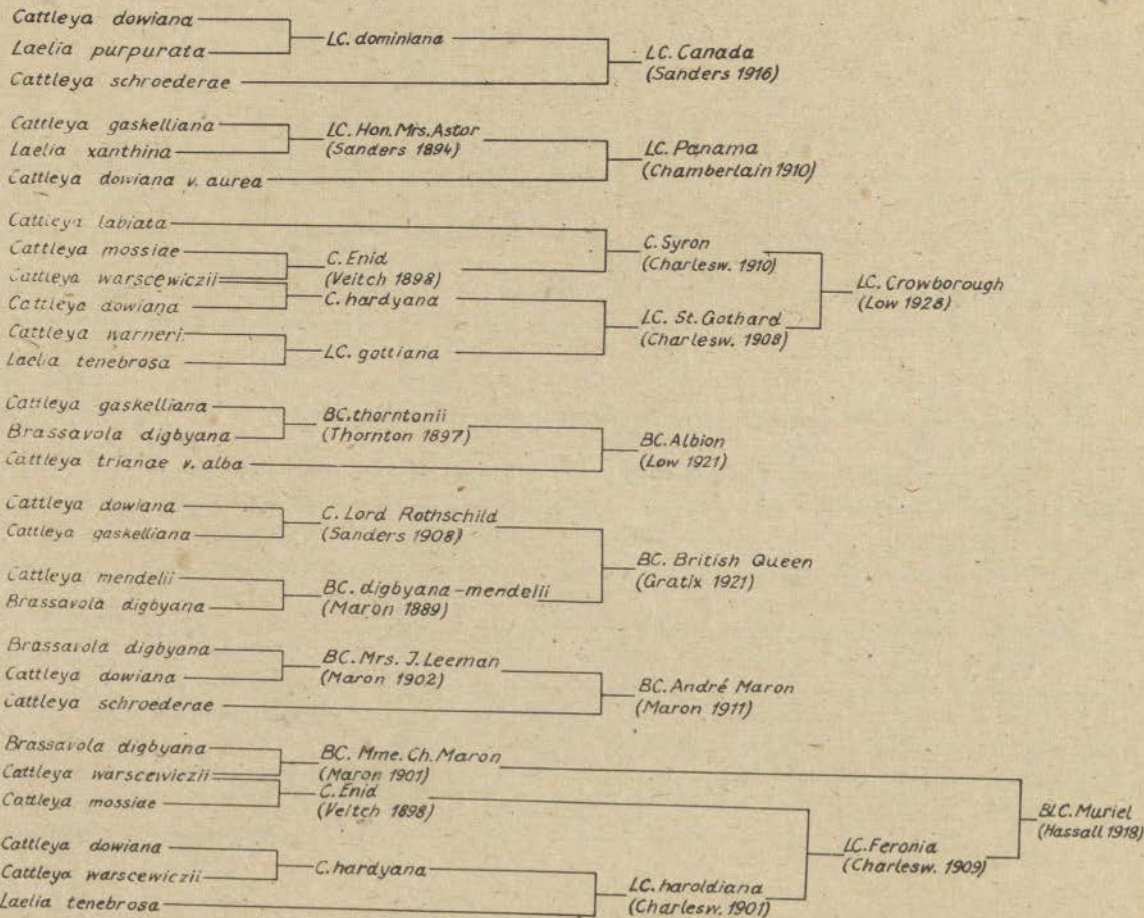 Cattleya dowiana
Laelia purpurata
LC. dominiana
Cattleya schroederae
LC. Canada
(Sanders 1916)
Cattleya gaskelliana
Laelia xanthina
LC. Hon. Mrs. Astor
(Sanders 1894)
Cattleya dowiana v. aurea
LC. Panama
(Chamberlain 1910)
Cattleya labiata
Cattleya mossiae
Cattleya warscewiczii
Cattleya dowiana
Cattleya warneri
Laelia tenebrosa
C. Enid
(Veitch 1898)
C. hardyana
LC. gottiana
C. Syron
(Charlesw. 1910)
LC. St. Gothard
(Charlesw. 1908)
LC. Crowborough
(Low 1928)
Cattleya gaskelliana
Brassavola digbyana
BC. thorntonii
(Thornton 1897)
Cattleya trianae v. alba
BC. Albion
(Low 1921)
Cattleya dowiana
Cattleya gaskelliana
C. Lord Rothschild
(Sanders 1908)
Cattleya mendelii
Brassavola digbyana
BC. digbyana-mendelii
(Maron 1889)
BC. British Queen
(Gratix 1921)
Brassavola digbyana
Cattleya dowiana
BC. Mrs. J. Leeman
(Maron 1902)
Cattleya schroederae
BC. André Maron
(Maron 1911)
Brassavola digbyana
Cattleya warscewiczii
Cattleya mossiae
BC. Mme. Ch. Maron
(Maron 1901)
C. Enid
(Veitch 1898)
Cattleya dowiana
Cattleya warscewiczii
Laelia tenebrosa
C. hardyana
LC. haroldiana
(Charlesw. 1901)
LC. Feronia
(Charlesw. 1909)
BLC. Muriel
(Hassall 1918)